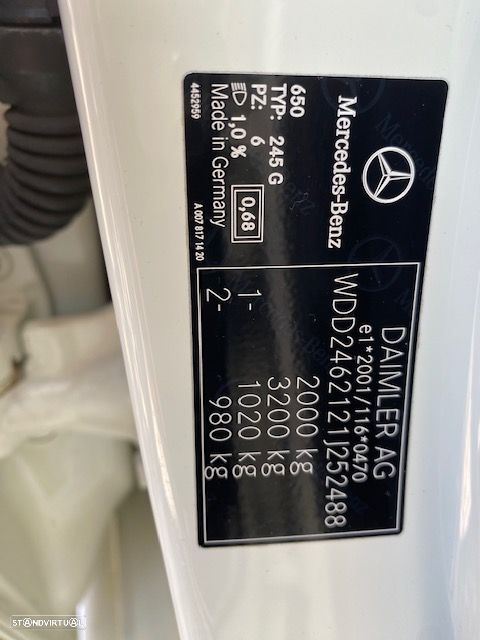 Mercedes-Benz
650
TYP: 245 G
PZ: 6
1,0 %
0,68
Made in Germany
4452959
A 007 817 14 20
DAIMLER AG
e1*2001/116*0470
WDD2462121J252488
2000 kg
3200 kg
1- 1020 kg
2- 980 kg
STANDVIRTUAL